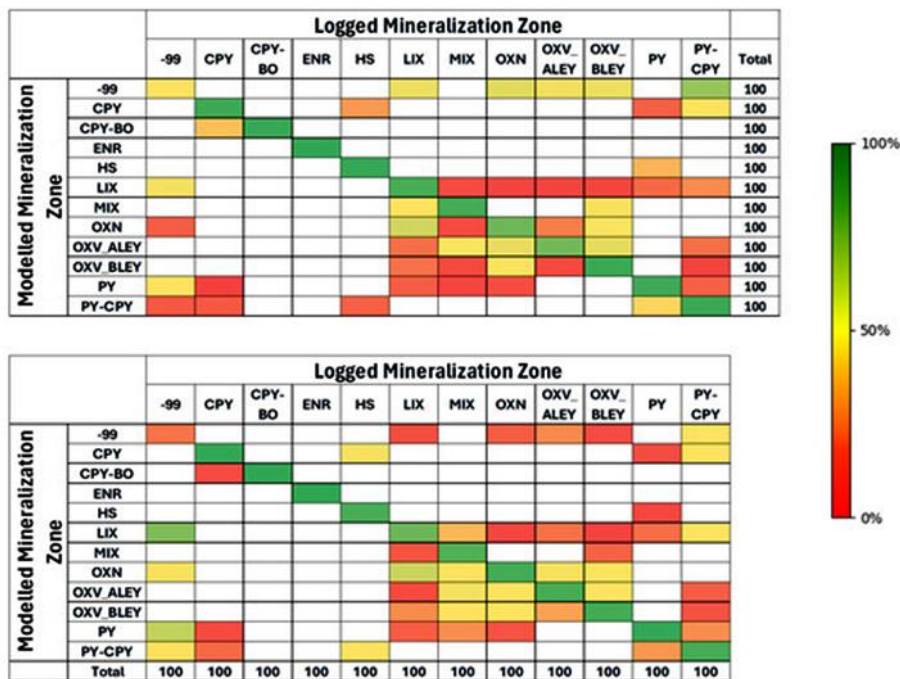 Logged Mineralization Zone
-99 CPY CPY-BO ENR HS LIX MIX OXN OXV_ALEY OXV_BLEY PY PY-CPY Total
Modelled Mineralization Zone
-99 100
CPY 100
CPY-BO 100
ENR 100
HS 100
LIX 100
MIX 100
OXN 100
OXV_ALEY 100
OXV_BLEY 100
PY 100
PY-CPY 100
100%
50%
0%
Logged Mineralization Zone
-99 CPY CPY-BO ENR HS LIX MIX OXN OXV_ALEY OXV_BLEY PY PY-CPY
Modelled Mineralization Zone
-99
CPY
CPY-BO
ENR
HS
LIX
MIX
OXN
OXV_ALEY
OXV_BLEY
PY
PY-CPY
Total 100 100 100 100 100 100 100 100 100 100 100 100